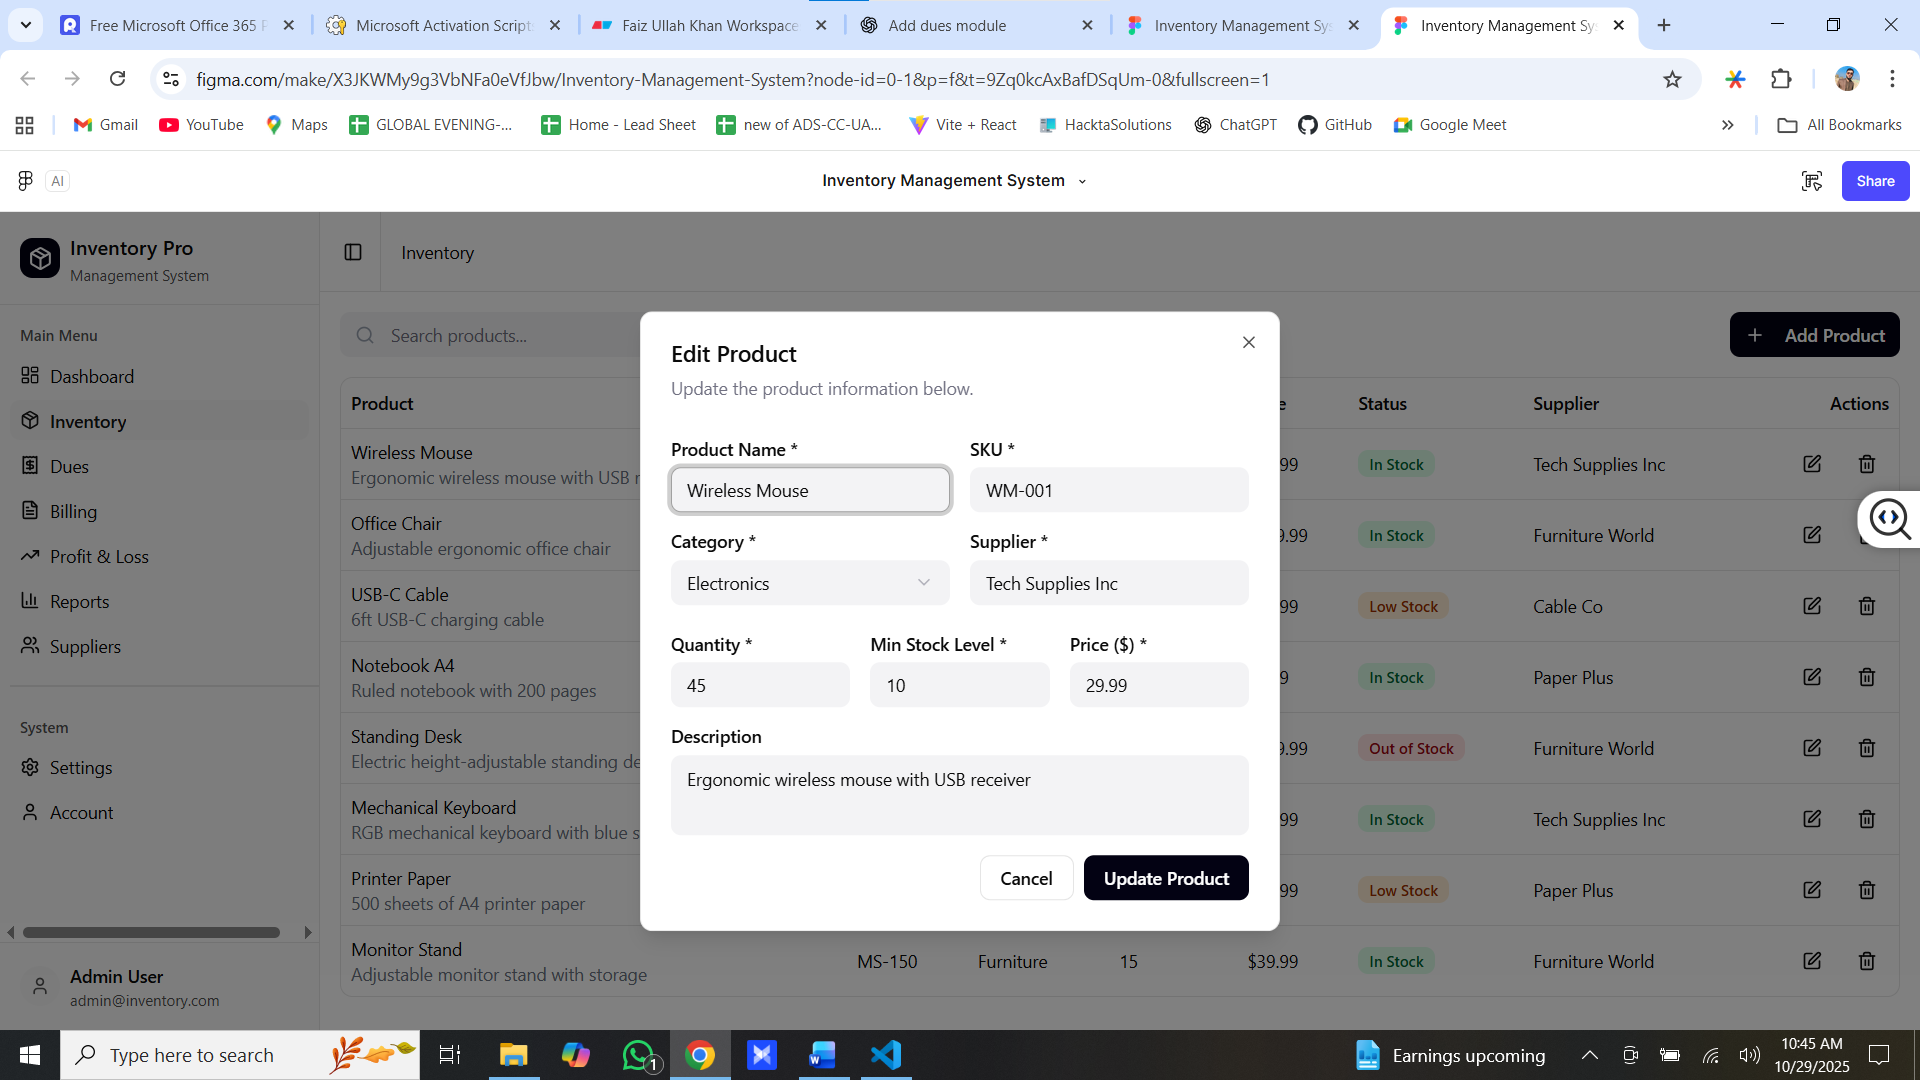 Free Microsoft Office 365 P
Microsoft Activation Script
Faiz Ullah Khan Workspace
Add dues module
Inventory Management Sy
Inventory Management Sy
figma.com/make/X3JKWMy9g3VbNFa0eVfJbw/Inventory-Management-System?node-id=0-1&p=f&t=9Zq0kcAxBafDSqUm-0&fullscreen=1
Gmail
YouTube
Maps
GLOBAL EVENING-...
Home - Lead Sheet
new of ADS-CC-UA...
Vite + React
HacktaSolutions
ChatGPT
GitHub
Google Meet
All Bookmarks
AI
Inventory Management System
Share
Inventory Pro
Management System
Main Menu
Dashboard
Inventory
Dues
Billing
Profit & Loss
Reports
Suppliers
System
Settings
Account
Admin User
admin@inventory.com
Inventory
Search products...
Add Product
Product
Status
Supplier
Actions
Wireless Mouse
Ergonomic wireless mouse with USB r
99
In Stock
Tech Supplies Inc
Office Chair
Adjustable ergonomic office chair
9.99
In Stock
Furniture World
USB-C Cable
6ft USB-C charging cable
99
Low Stock
Cable Co
Notebook A4
Ruled notebook with 200 pages
9
In Stock
Paper Plus
Standing Desk
Electric height-adjustable standing de
9.99
Out of Stock
Furniture World
Mechanical Keyboard
RGB mechanical keyboard with blue s
99
In Stock
Tech Supplies Inc
Printer Paper
500 sheets of A4 printer paper
99
Low Stock
Paper Plus
Monitor Stand
Adjustable monitor stand with storage
MS-150
Furniture
15
$39.99
In Stock
Furniture World
Edit Product
Update the product information below.
Product Name *
SKU *
Wireless Mouse
WM-001
Category *
Supplier *
Electronics
Tech Supplies Inc
Quantity *
Min Stock Level *
Price ($) *
45
10
29.99
Description
Ergonomic wireless mouse with USB receiver
Cancel
Update Product
Type here to search
1
Earnings upcoming
10:45 AM
10/29/2025